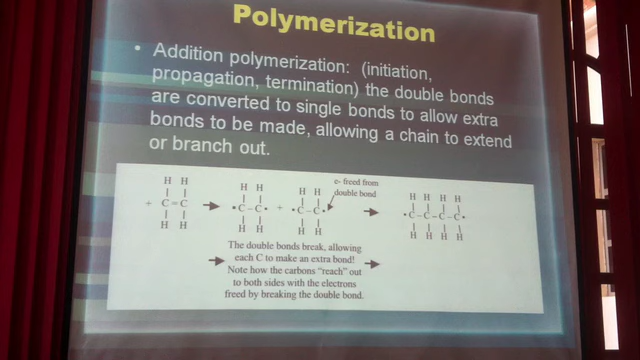 Polymerization
• Addition polymerization: (initiation,
propagation, termination) the double bonds
are converted to single bonds to allow extra
bonds to be made, allowing a chain to extend
or branch out.
e- freed from
double bond
H H
H H
H H
H H H H
+ C=C
•C–C•
+ •C–C•
•C–C–C–C•
H H
H H
H H
H H H H
The double bonds break, allowing
each C to make an extra bond!
Note how the carbons “reach” out
to both sides with the electrons
freed by breaking the double bond.